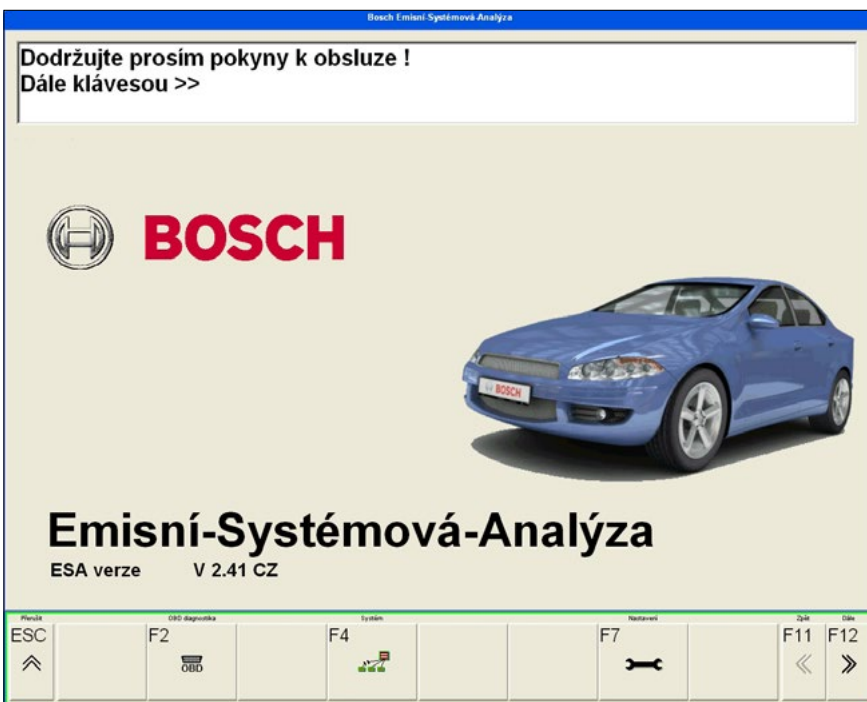 Bosch Emisní-Systémová-Analýza
Dodržujte prosím pokyny k obsluze !
Dále klávesou >>
BOSCH
BOSCH
Emisní-Systémová-Analýza
ESA verze V 2.41 CZ
Přerušit OBD diagnostika Systém Nastavení Zpět Dále
ESC F2 F4 F7 F11 F12
OBD